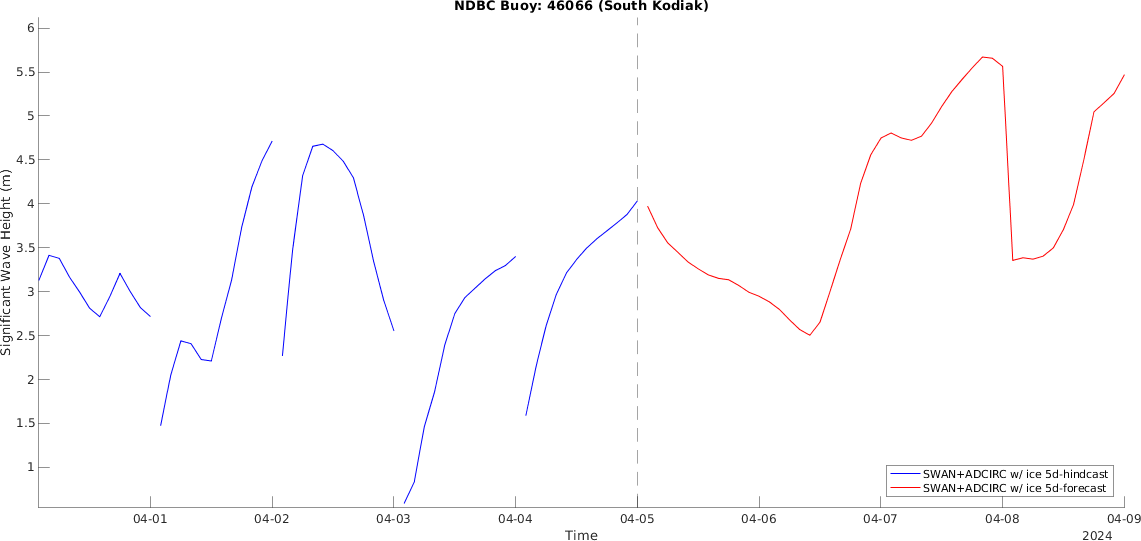 NDBC Buoy: 46066 (South Kodiak)
6
5.5
5
4.5
4
3.5
3
2.5
2
1.5
1
Significant Wave Height (m)
SWAN+ADCIRC w/ ice 5d-hindcast
SWAN+ADCIRC w/ ice 5d-forecast
04-01 04-02 04-03 04-04 04-05 04-06 04-07 04-08 04-09
Time
2024